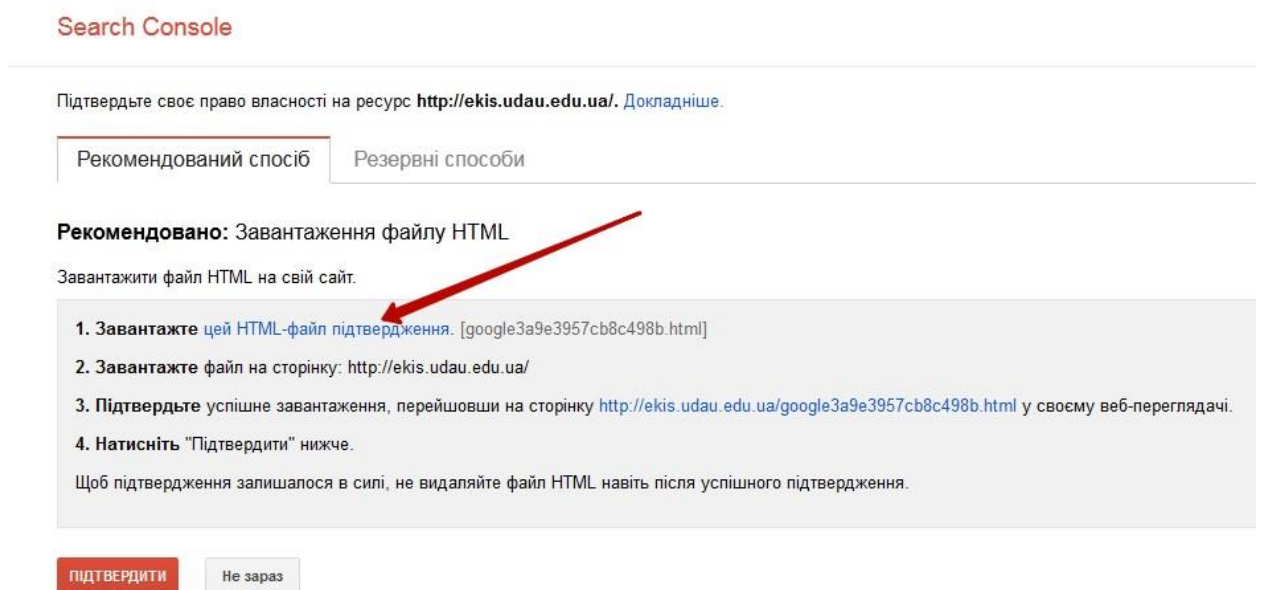 Search Console
Підтвердьте своє право власності на ресурс http://ekis.udau.edu.ua/. Докладніше.
Рекомендований спосіб Резервні способи
Рекомендовано: Завантаження файлу HTML
Завантажити файл HTML на свій сайт.
1. Завантажте цей HTML-файл підтвердження. [google3a9e3957cb8c498b.html]
2. Завантажте файл на сторінку: http://ekis.udau.edu.ua/
3. Підтвердьте успішне завантаження, перейшовши на сторінку http://ekis.udau.edu.ua/google3a9e3957cb8c498b.html у своєму веб-переглядачі.
4. Натисніть "Підтвердити" нижче.
Щоб підтвердження залишалося в силі, не видаляйте файл HTML навіть після успішного підтвердження.
ПІДТВЕРДИТИ Не зараз